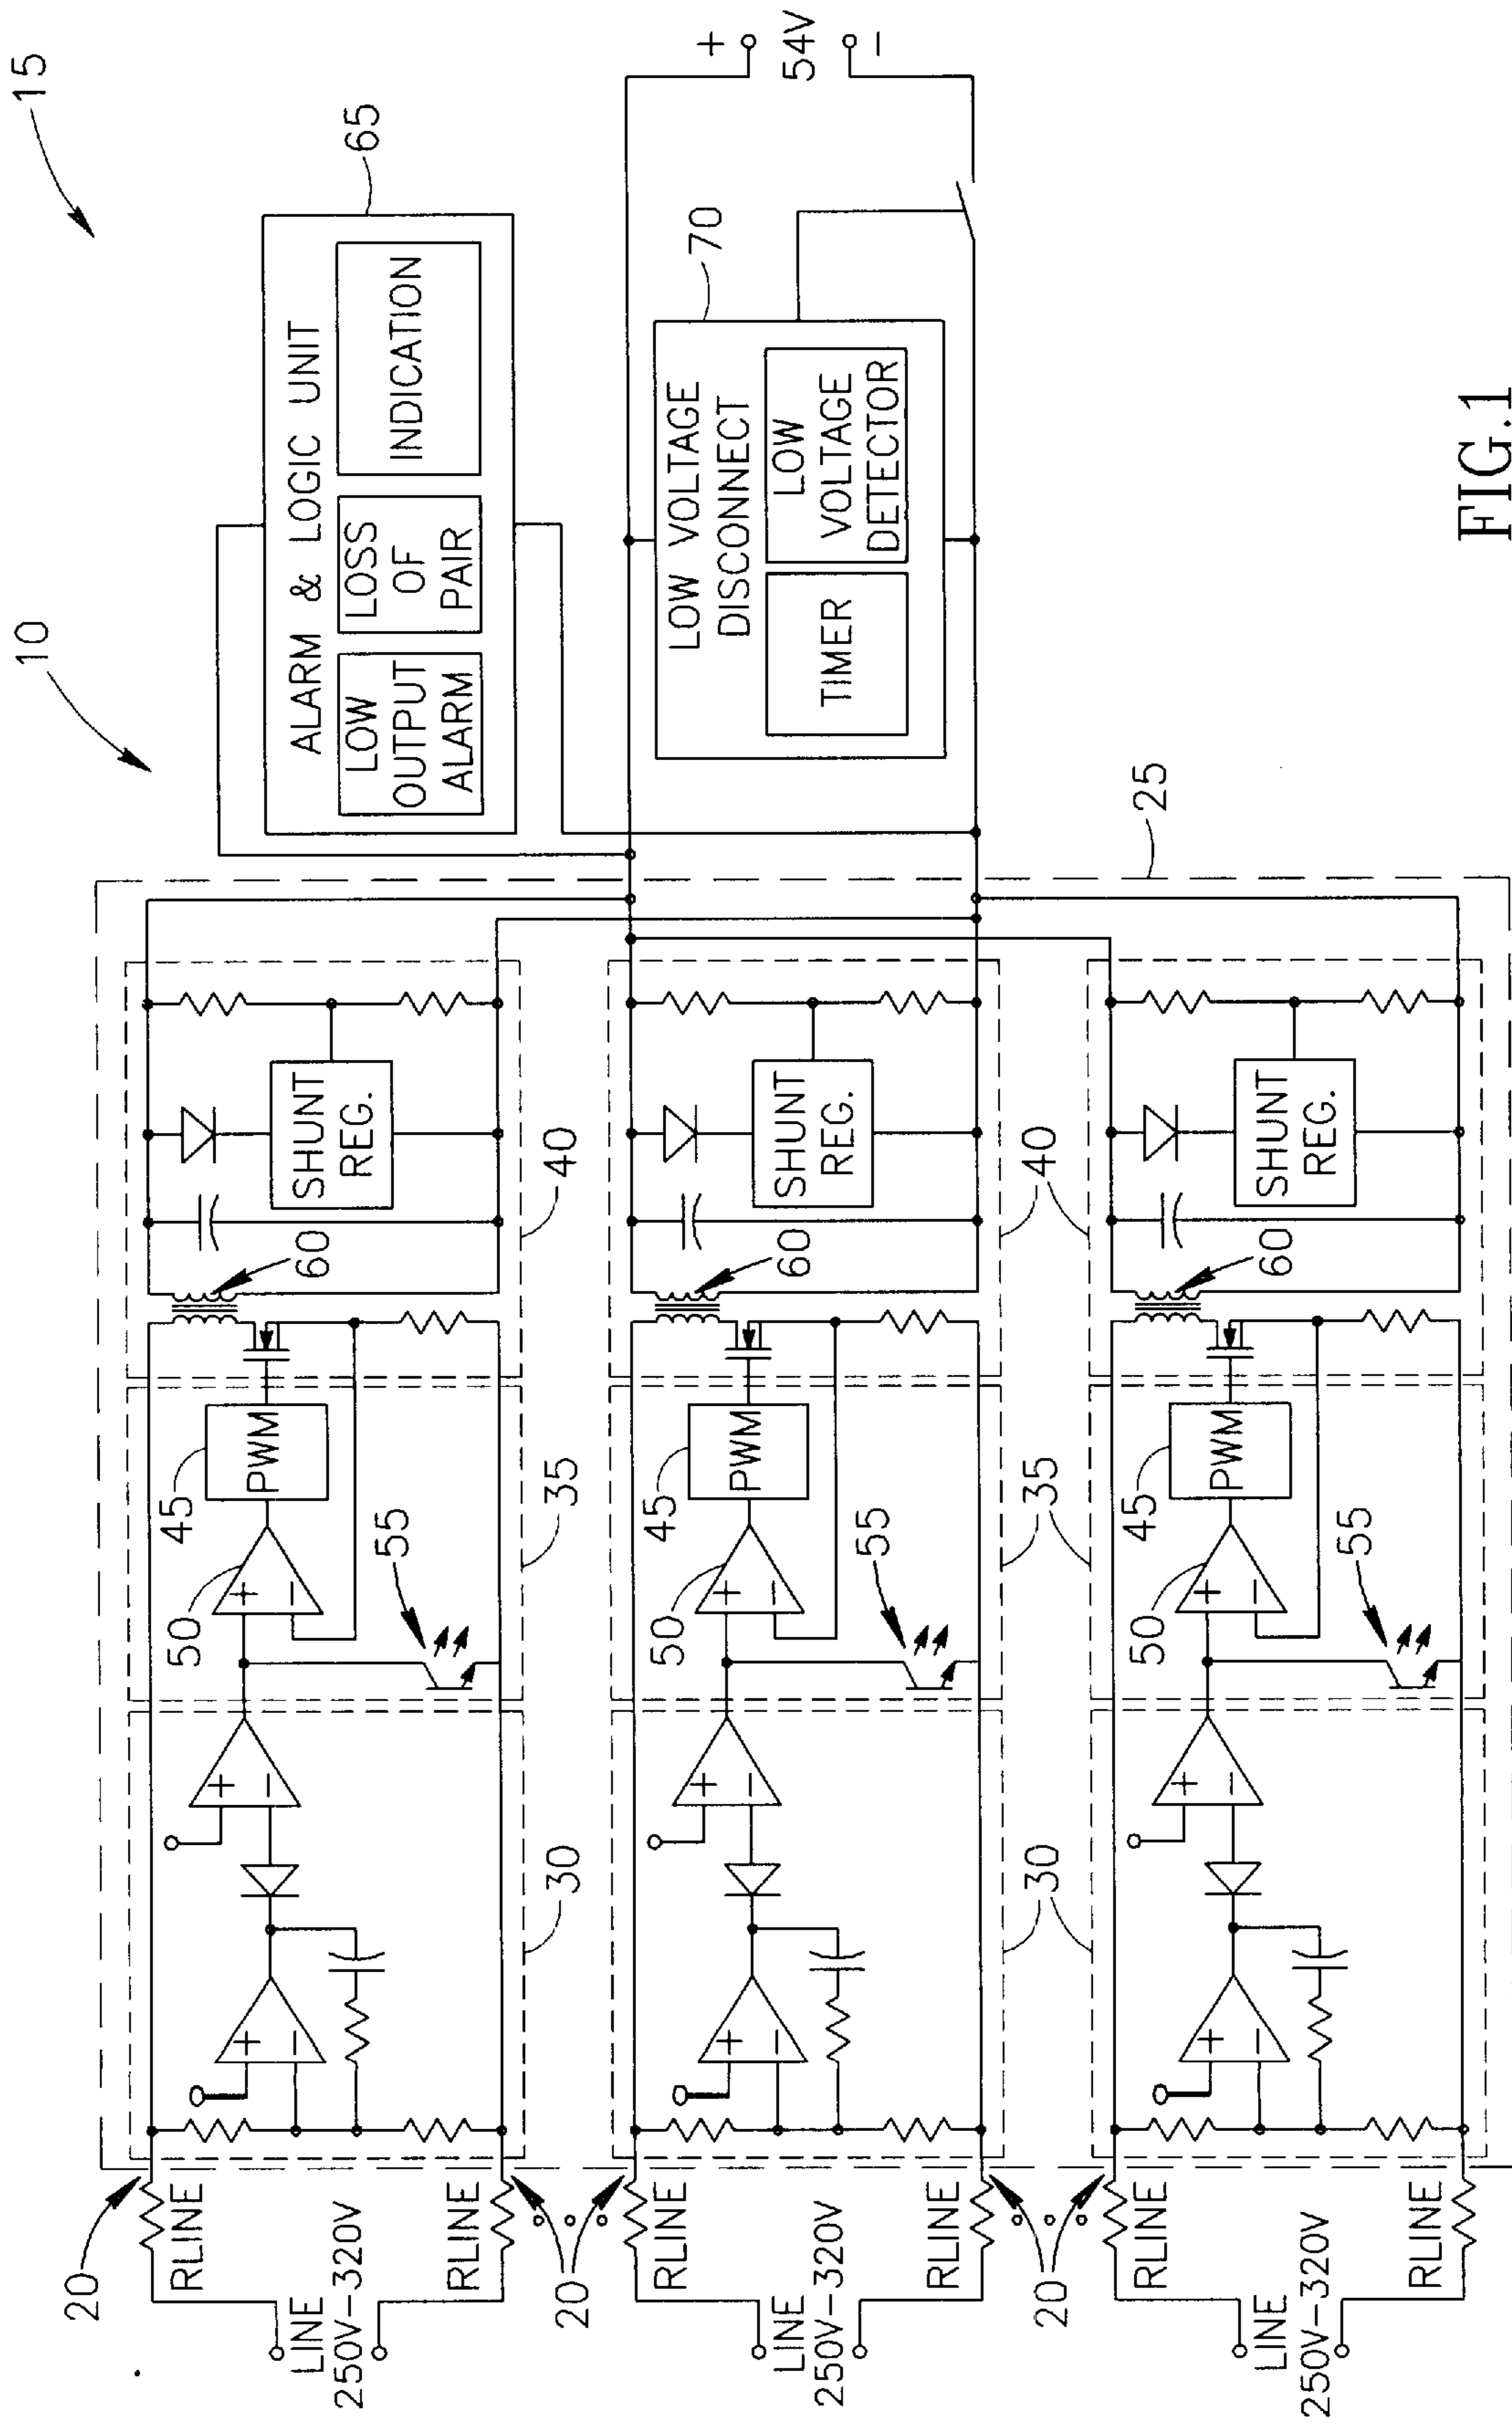 10
15
ALARM & LOGIC UNIT
LOW
OUTPUT
ALARM
LOSS
OF
PAIR
INDICATION
65
+
54V
−
LOW VOLTAGE
DISCONNECT
TIMER
LOW
VOLTAGE
DETECTOR
70
25
20
RLINE
LINE
250V-320V
RLINE
+
−
30
+
−
50
+
−
45
PWM
55
35
60
SHUNT
REG.
40
20
RLINE
LINE
250V-320V
RLINE
+
−
30
+
−
50
+
−
45
PWM
55
35
60
SHUNT
REG.
40
20
RLINE
LINE
250V-320V
RLINE
+
−
+
−
50
+
−
45
PWM
55
60
SHUNT
REG.
FIG.1